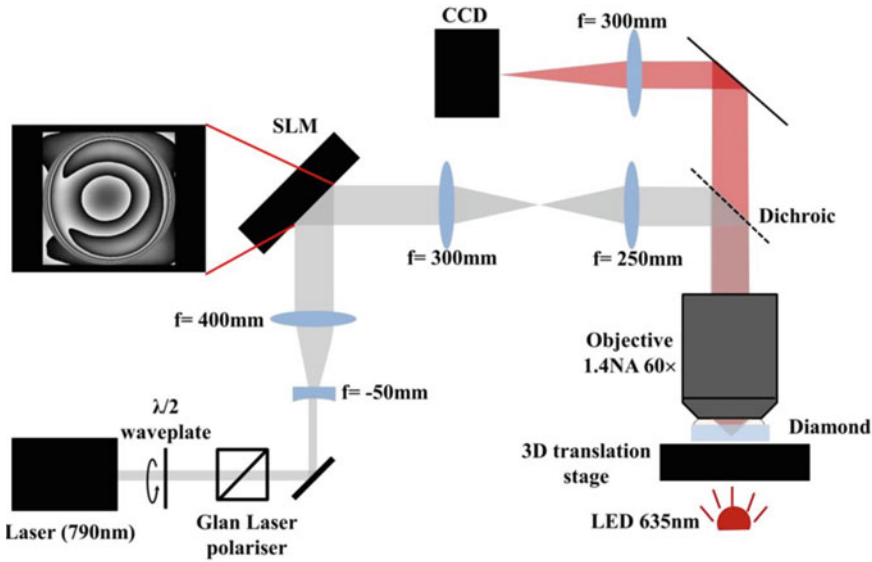 CCD
f= 300mm
SLM
Dichroic
f= 300mm
f= 250mm
f= 400mm
Objective
1.4NA 60×
f= -50mm
λ/2
waveplate
Diamond
3D translation
stage
Laser (790nm)
Glan Laser
polariser
LED 635nm